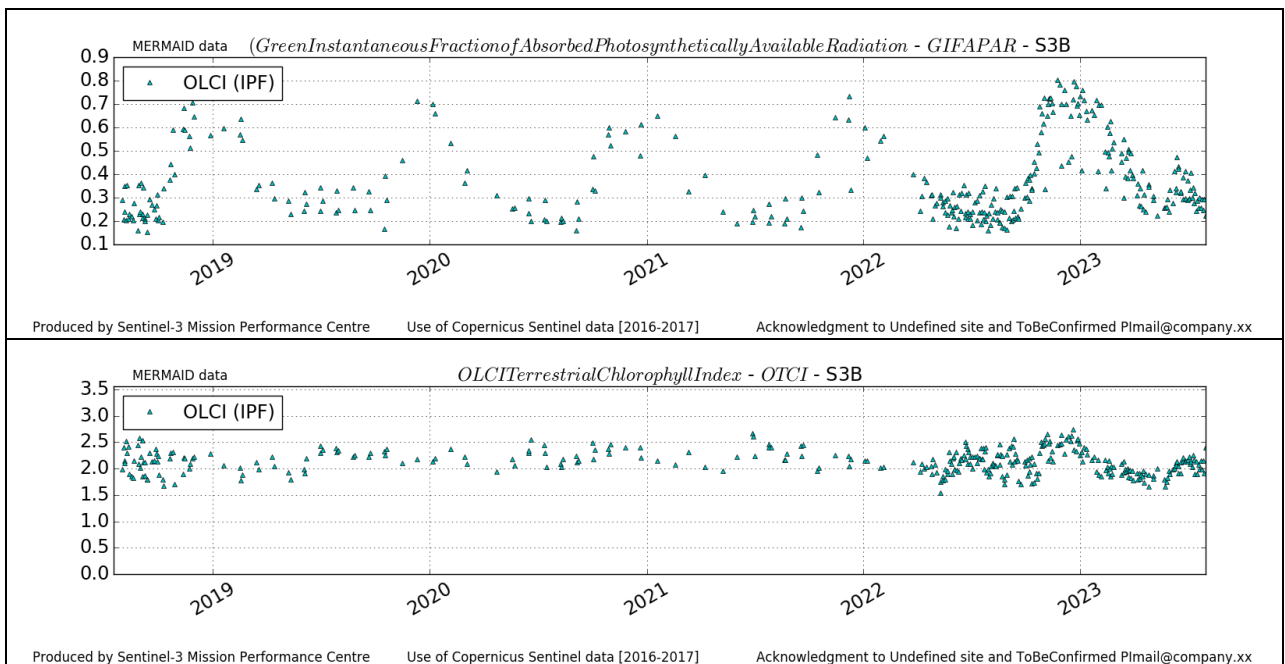 MERMAID data (GreenInstantaneousFractionofAbsorbedPhotosyntheticallyAvailableRadiation - GIFAPAR - S3B
0.9
OLCI (IPF)
0.8
0.7
0.6
0.5
0.4
0.3
0.2
0.1
2019 2020 2021 2022 2023
Produced by Sentinel-3 Mission Performance Centre Use of Copernicus Sentinel data [2016-2017] Acknowledgment to Undefined site and ToBeConfirmed PImail@company.xx
MERMAID data OLCITerrestrialChlorophyllIndex - OTCI - S3B
3.5
OLCI (IPF)
3.0
2.5
2.0
1.5
1.0
0.5
0.0
2019 2020 2021 2022 2023
Produced by Sentinel-3 Mission Performance Centre Use of Copernicus Sentinel data [2016-2017] Acknowledgment to Undefined site and ToBeConfirmed PImail@company.xx